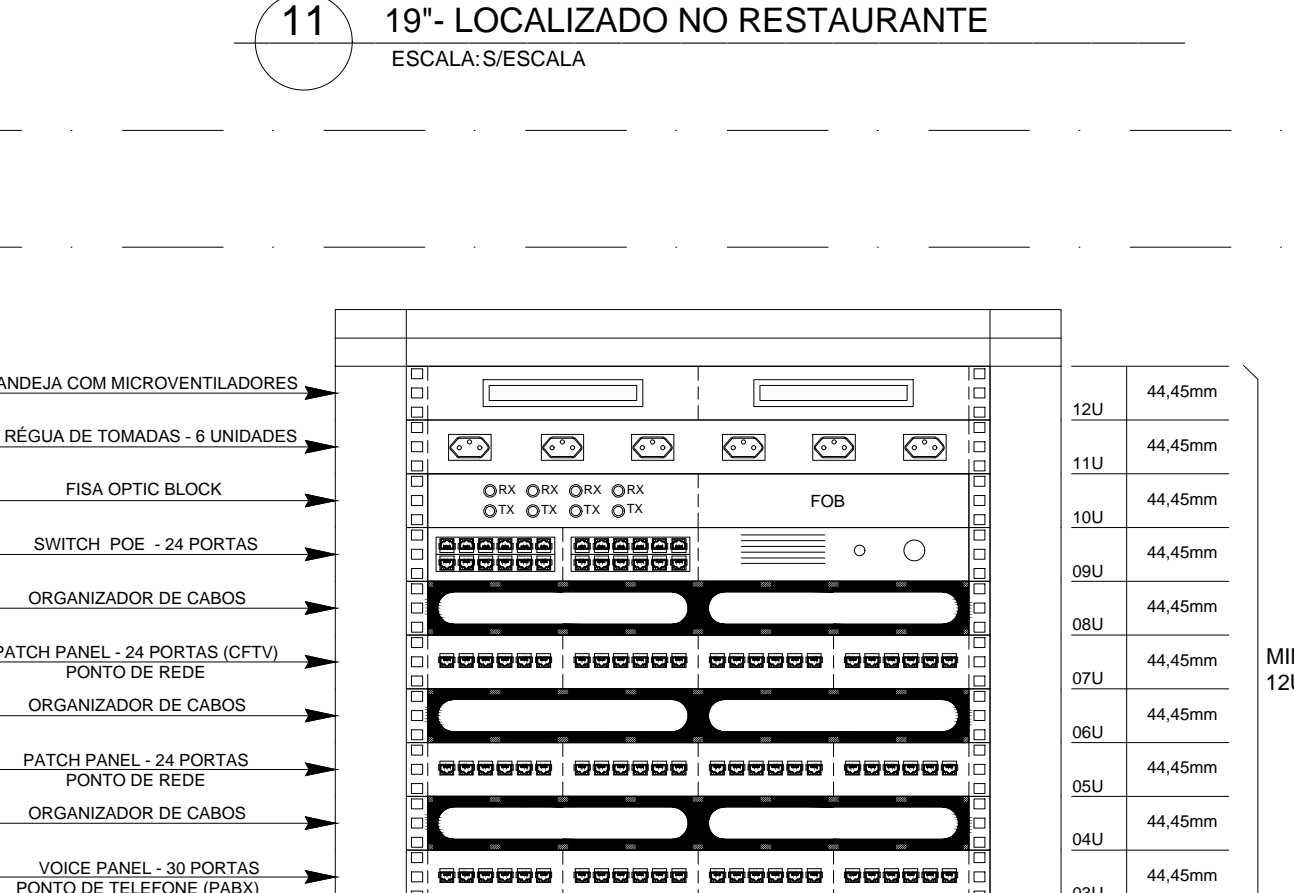 11
19"- LOCALIZADO NO RESTAURANTE
ESCALA: S/ESCALA
ANDEJA COM MICROVENTILADORES
12U
44,45mm
RÉGUA DE TOMADAS - 6 UNIDADES
11U
44,45mm
FISA OPTIC BLOCK
RX RX RX RX
TX TX TX TX
FOB
10U
44,45mm
SWITCH POE - 24 PORTAS
09U
44,45mm
ORGANIZADOR DE CABOS
08U
44,45mm
PATCH PANEL - 24 PORTAS (CFTV)
PONTO DE REDE
07U
44,45mm
MI
12U
ORGANIZADOR DE CABOS
06U
44,45mm
PATCH PANEL - 24 PORTAS
PONTO DE REDE
05U
44,45mm
ORGANIZADOR DE CABOS
04U
44,45mm
VOICE PANEL - 30 PORTAS
PONTO DE TELEFONE (PABX)
03U
44,45mm